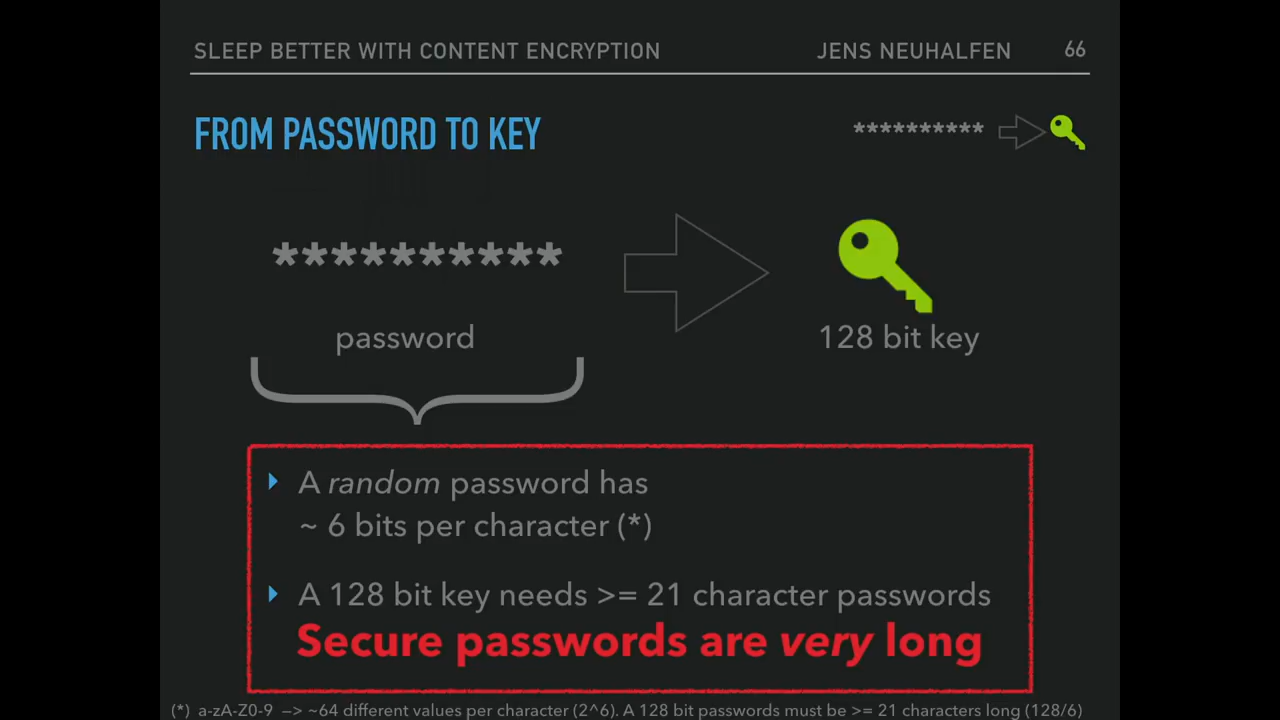 SLEEP BETTER WITH CONTENT ENCRYPTION JENS NEUHALFEN 66
FROM PASSWORD TO KEY **********
**********
password 128 bit key
A random password has
~ 6 bits per character (*)
A 128 bit key needs >= 21 character passwords
Secure passwords are very long
(*) a-zA-Z0-9 —> ~64 different values per character (2^6). A 128 bit passwords must be >= 21 characters long (128/6)